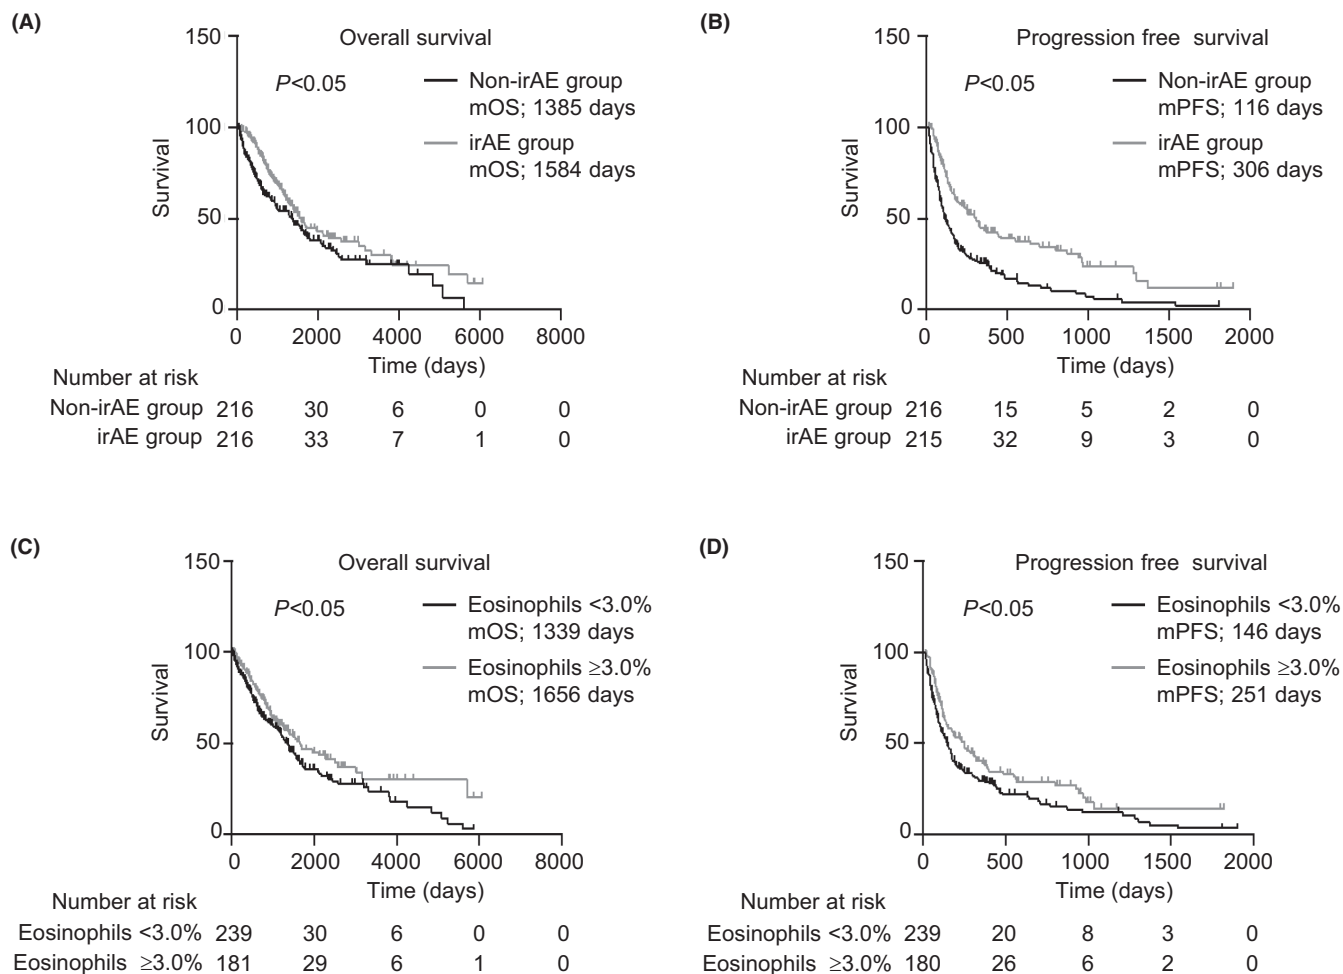 (A)
Overall survival
P<0.05
Non-irAE group
mOS; 1385 days
irAE group
mOS; 1584 days
150
100
50
0
Survival
0 2000 4000 6000 8000
Time (days)
Number at risk
Non-irAE group 216 30 6 0 0
irAE group 216 33 7 1 0
(B)
Progression free survival
P<0.05
Non-irAE group
mPFS; 116 days
irAE group
mPFS; 306 days
150
100
50
0
Survival
0 500 1000 1500 2000
Time (days)
Number at risk
Non-irAE group 216 15 5 2 0
irAE group 215 32 9 3 0
(C)
Overall survival
P<0.05
Eosinophils <3.0%
mOS; 1339 days
Eosinophils ≥3.0%
mOS; 1656 days
150
100
50
0
Survival
0 2000 4000 6000 8000
Time (days)
Number at risk
Eosinophils <3.0% 239 30 6 0 0
Eosinophils ≥3.0% 181 29 6 1 0
(D)
Progression free survival
P<0.05
Eosinophils <3.0%
mPFS; 146 days
Eosinophils ≥3.0%
mPFS; 251 days
150
100
50
0
Survival
0 500 1000 1500 2000
Time (days)
Number at risk
Eosinophils <3.0% 239 20 8 3 0
Eosinophils ≥3.0% 180 26 6 2 0